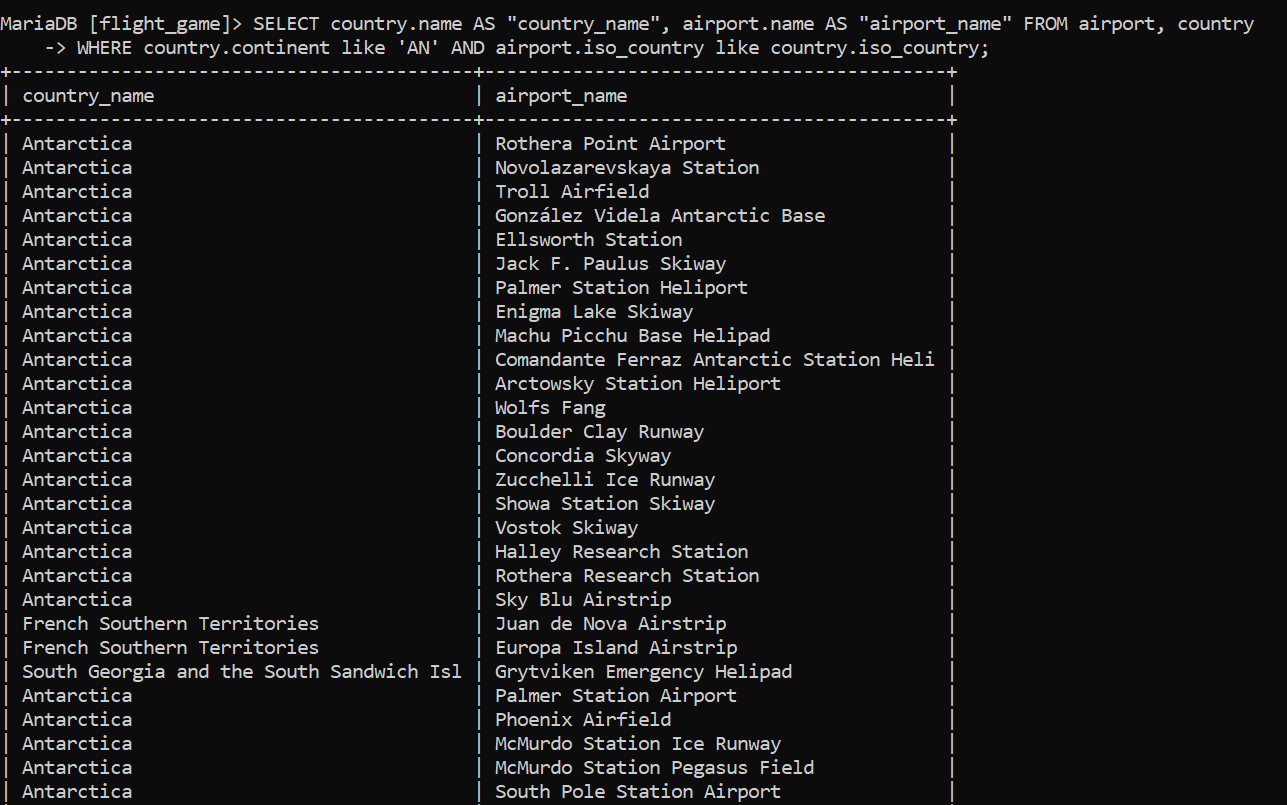 MariaDB [flight_game]> SELECT country.name AS "country_name", airport.name AS "airport_name" FROM airport, country
    -> WHERE country.continent like 'AN' AND airport.iso_country like country.iso_country;
+------------------------------------------+------------------------------------------+
| country_name                             | airport_name                             |
+------------------------------------------+------------------------------------------+
| Antarctica                               | Rothera Point Airport                    |
| Antarctica                               | Novolazarevskaya Station                 |
| Antarctica                               | Troll Airfield                           |
| Antarctica                               | González Videla Antarctic Base           |
| Antarctica                               | Ellsworth Station                        |
| Antarctica                               | Jack F. Paulus Skiway                    |
| Antarctica                               | Palmer Station Heliport                  |
| Antarctica                               | Enigma Lake Skiway                       |
| Antarctica                               | Machu Picchu Base Helipad                |
| Antarctica                               | Comandante Ferraz Antarctic Station Heli |
| Antarctica                               | Arctowsky Station Heliport               |
| Antarctica                               | Wolfs Fang                               |
| Antarctica                               | Boulder Clay Runway                      |
| Antarctica                               | Concordia Skyway                         |
| Antarctica                               | Zucchelli Ice Runway                     |
| Antarctica                               | Showa Station Skiway                     |
| Antarctica                               | Vostok Skiway                            |
| Antarctica                               | Halley Research Station                  |
| Antarctica                               | Rothera Research Station                 |
| Antarctica                               | Sky Blu Airstrip                         |
| French Southern Territories              | Juan de Nova Airstrip                    |
| French Southern Territories              | Europa Island Airstrip                   |
| South Georgia and the South Sandwich Isl | Grytviken Emergency Helipad              |
| Antarctica                               | Palmer Station Airport                   |
| Antarctica                               | Phoenix Airfield                         |
| Antarctica                               | McMurdo Station Ice Runway               |
| Antarctica                               | McMurdo Station Pegasus Field            |
| Antarctica                               | South Pole Station Airport               |